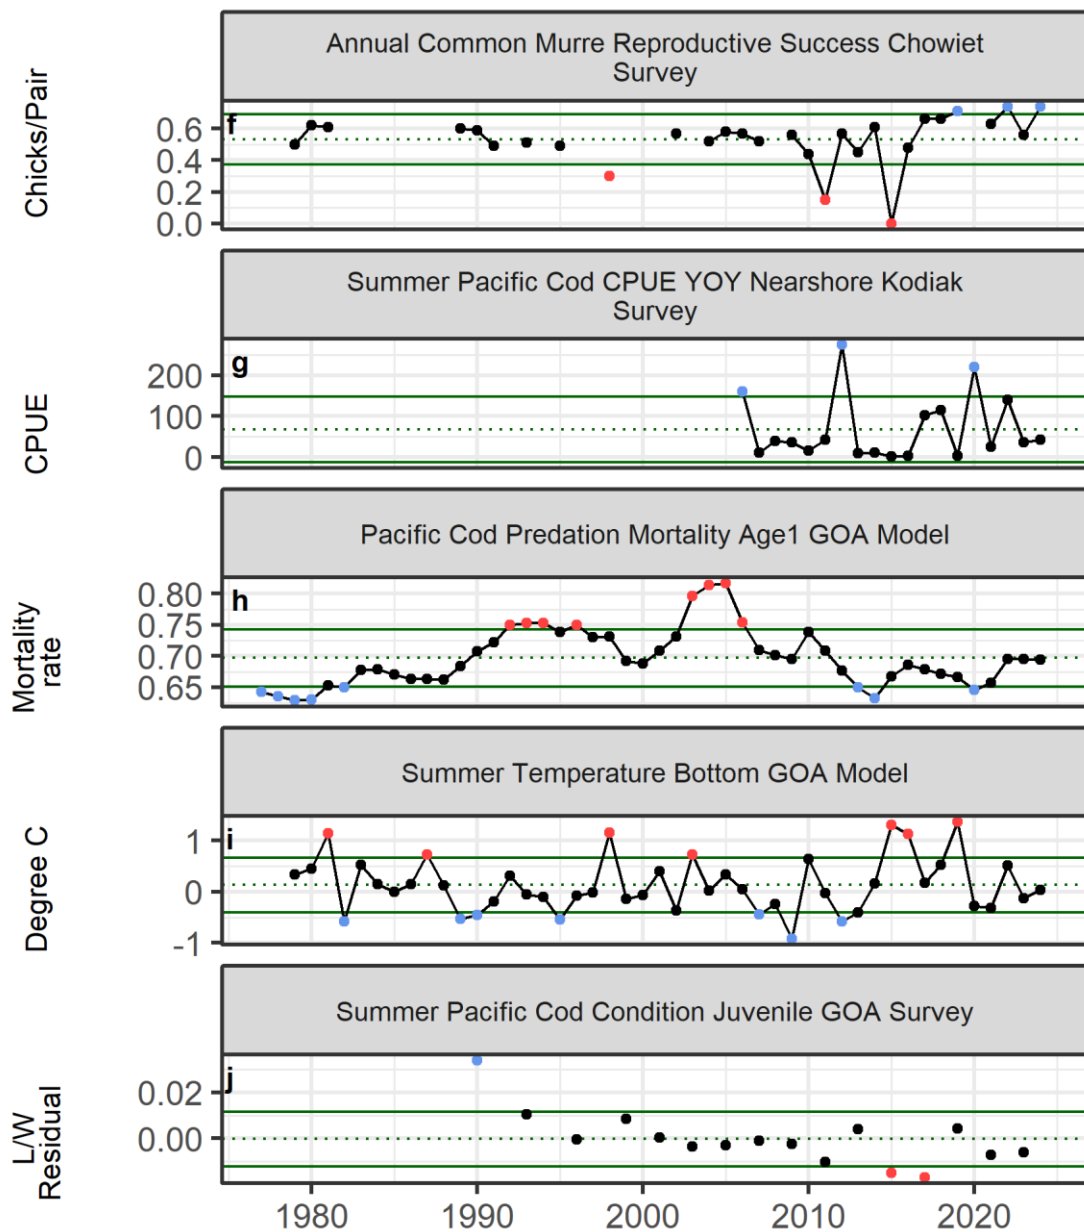 Annual Common Murre Reproductive Success Chowiet
Survey
Chicks/Pair
f
0.6
0.4
0.2
0.0
Summer Pacific Cod CPUE YOY Nearshore Kodiak
Survey
CPUE
g
200
100
0
Pacific Cod Predation Mortality Age1 GOA Model
Mortality
rate
h
0.80
0.75
0.70
0.65
Summer Temperature Bottom GOA Model
Degree C
i
1
0
-1
Summer Pacific Cod Condition Juvenile GOA Survey
L/W
Residual
j
0.02
0.00
1980 1990 2000 2010 2020